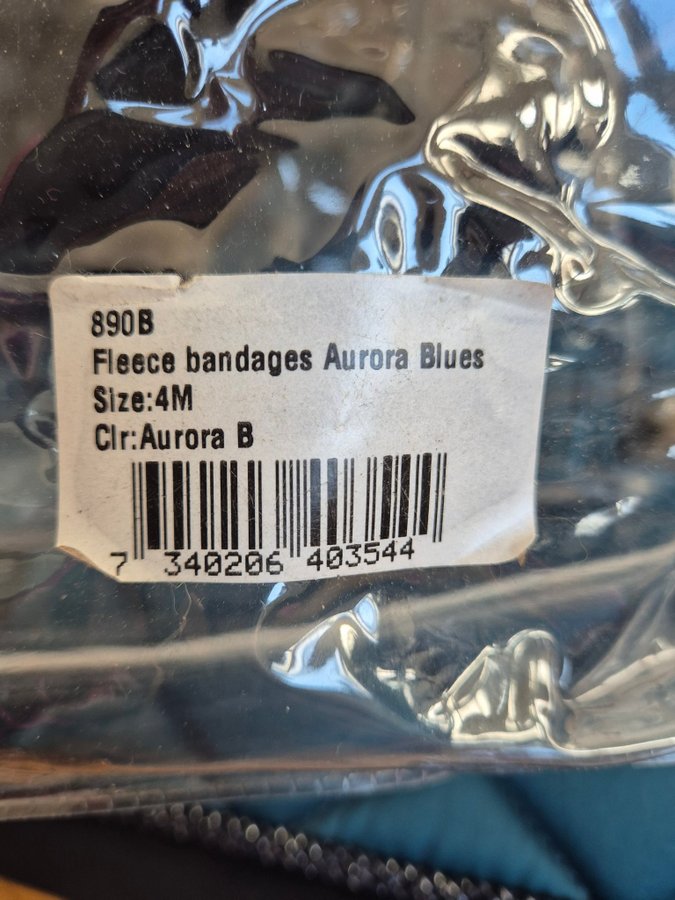 890B
Fleece bandages Aurora Blues
Size:4M
Clr:Aurora B
7 340206 403544